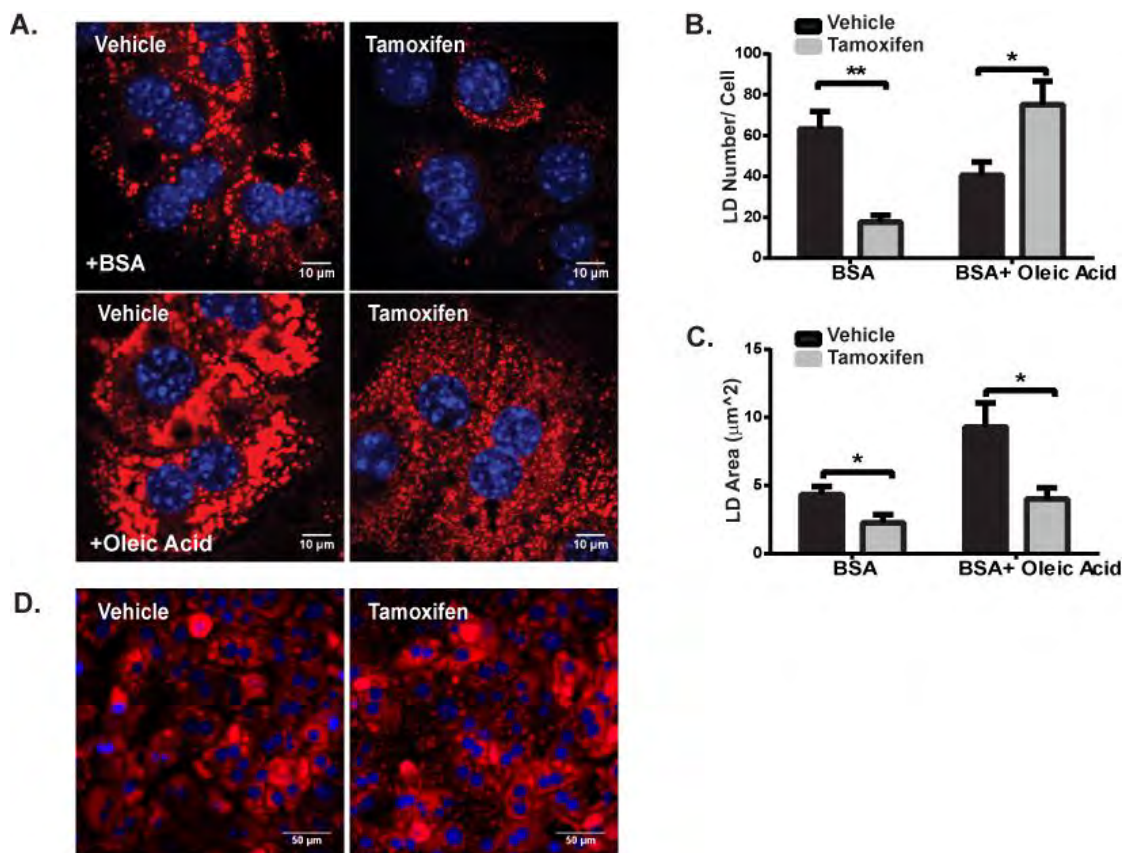 A.
Vehicle
Tamoxifen
+BSA
10 µm
10 µm
Vehicle
Tamoxifen
+Oleic Acid
10 µm
10 µm
B.
Vehicle
Tamoxifen
LD Number/ Cell
100
80
60
40
20
0
**
*
BSA
BSA+ Oleic Acid
C.
Vehicle
Tamoxifen
LD Area (µm^2)
15
10
5
0
*
*
BSA
BSA+ Oleic Acid
D.
Vehicle
Tamoxifen
50 µm
50 µm